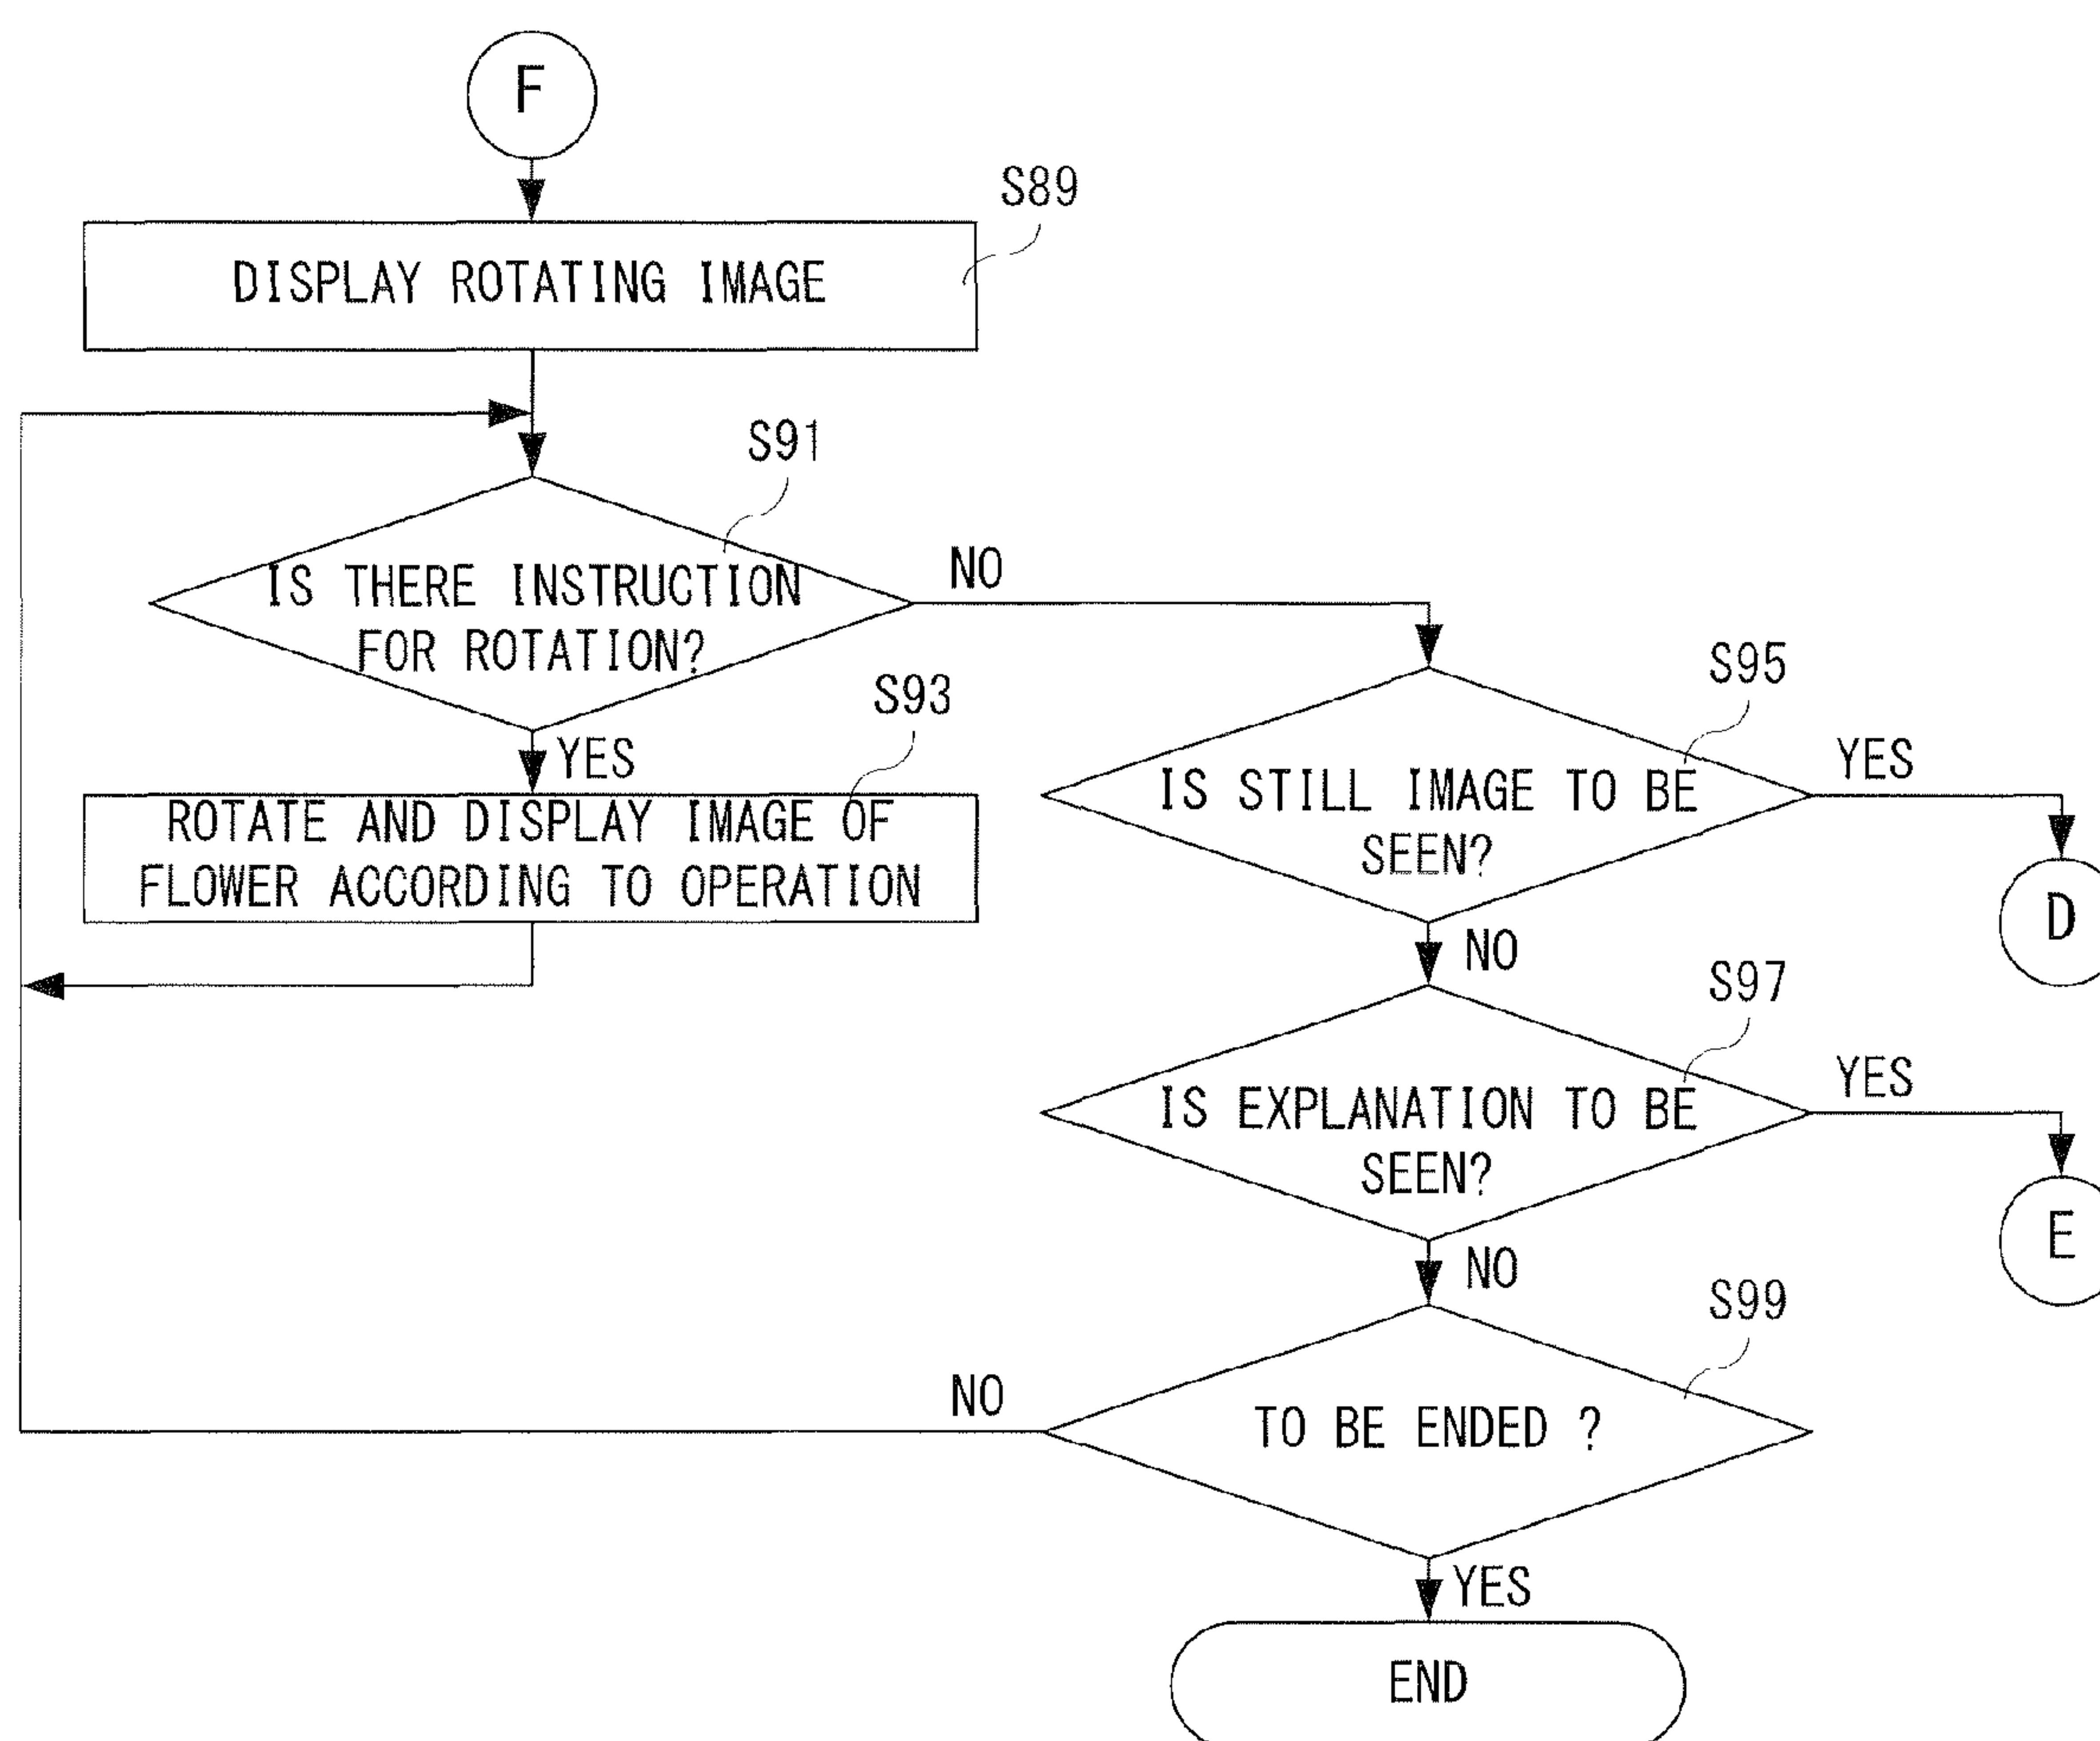 F
S89
DISPLAY ROTATING IMAGE
S91
IS THERE INSTRUCTION
FOR ROTATION?
NO
YES
S93
ROTATE AND DISPLAY IMAGE OF
FLOWER ACCORDING TO OPERATION
S95
IS STILL IMAGE TO BE
SEEN?
YES
D
NO
S97
IS EXPLANATION TO BE
SEEN?
YES
E
NO
S99
TO BE ENDED ?
NO
YES
END